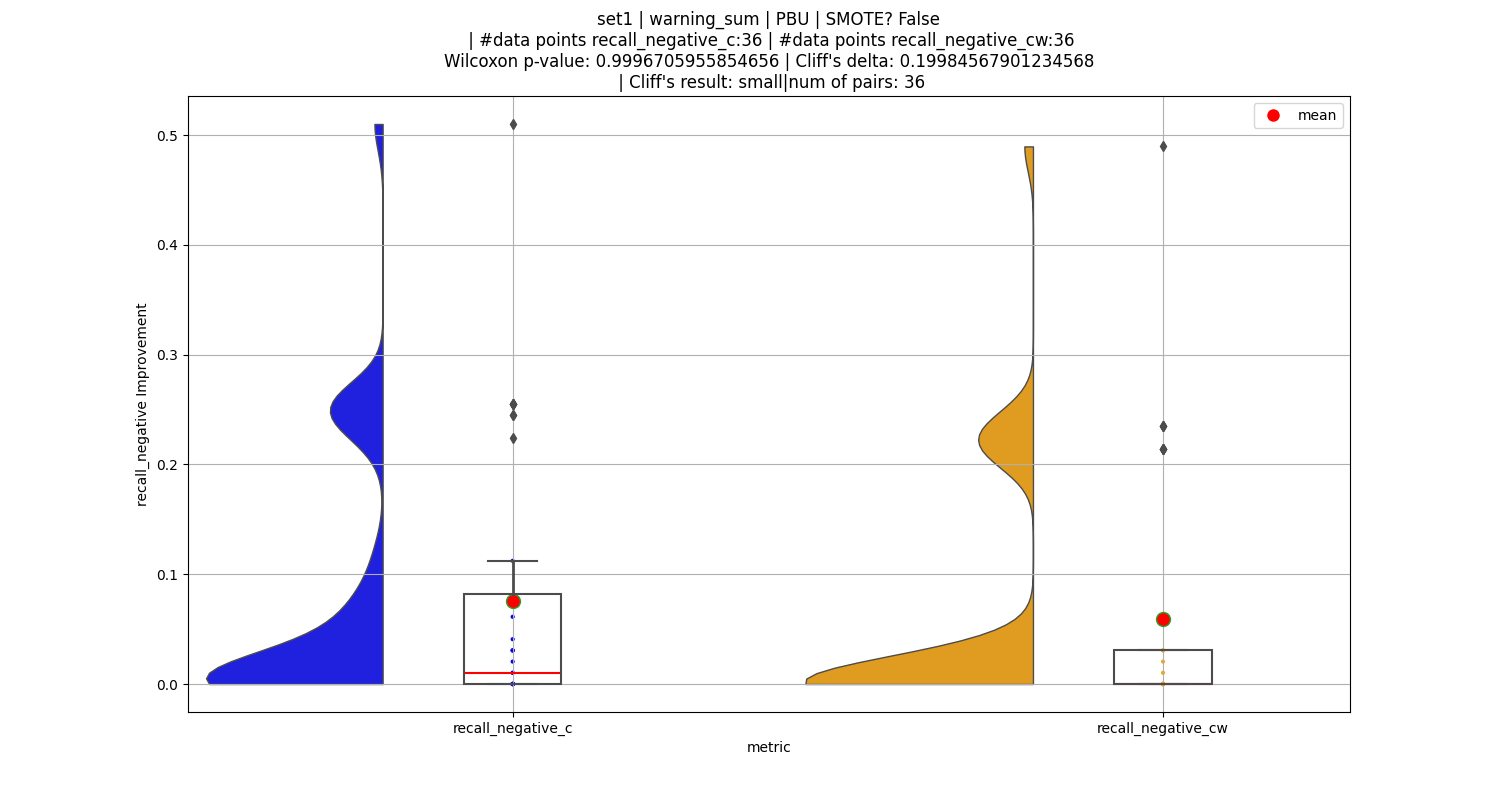 set1 | warning_sum | PBU | SMOTE? False
| #data points recall_negative_c:36 | #data points recall_negative_cw:36
Wilcoxon p-value: 0.9996705955854656 | Cliff's delta: 0.19984567901234568
| Cliff's result: small|num of pairs: 36
mean
0.5
0.4
0.3
0.2
0.1
0.0
recall_negative Improvement
recall_negative_c
recall_negative_cw
metric